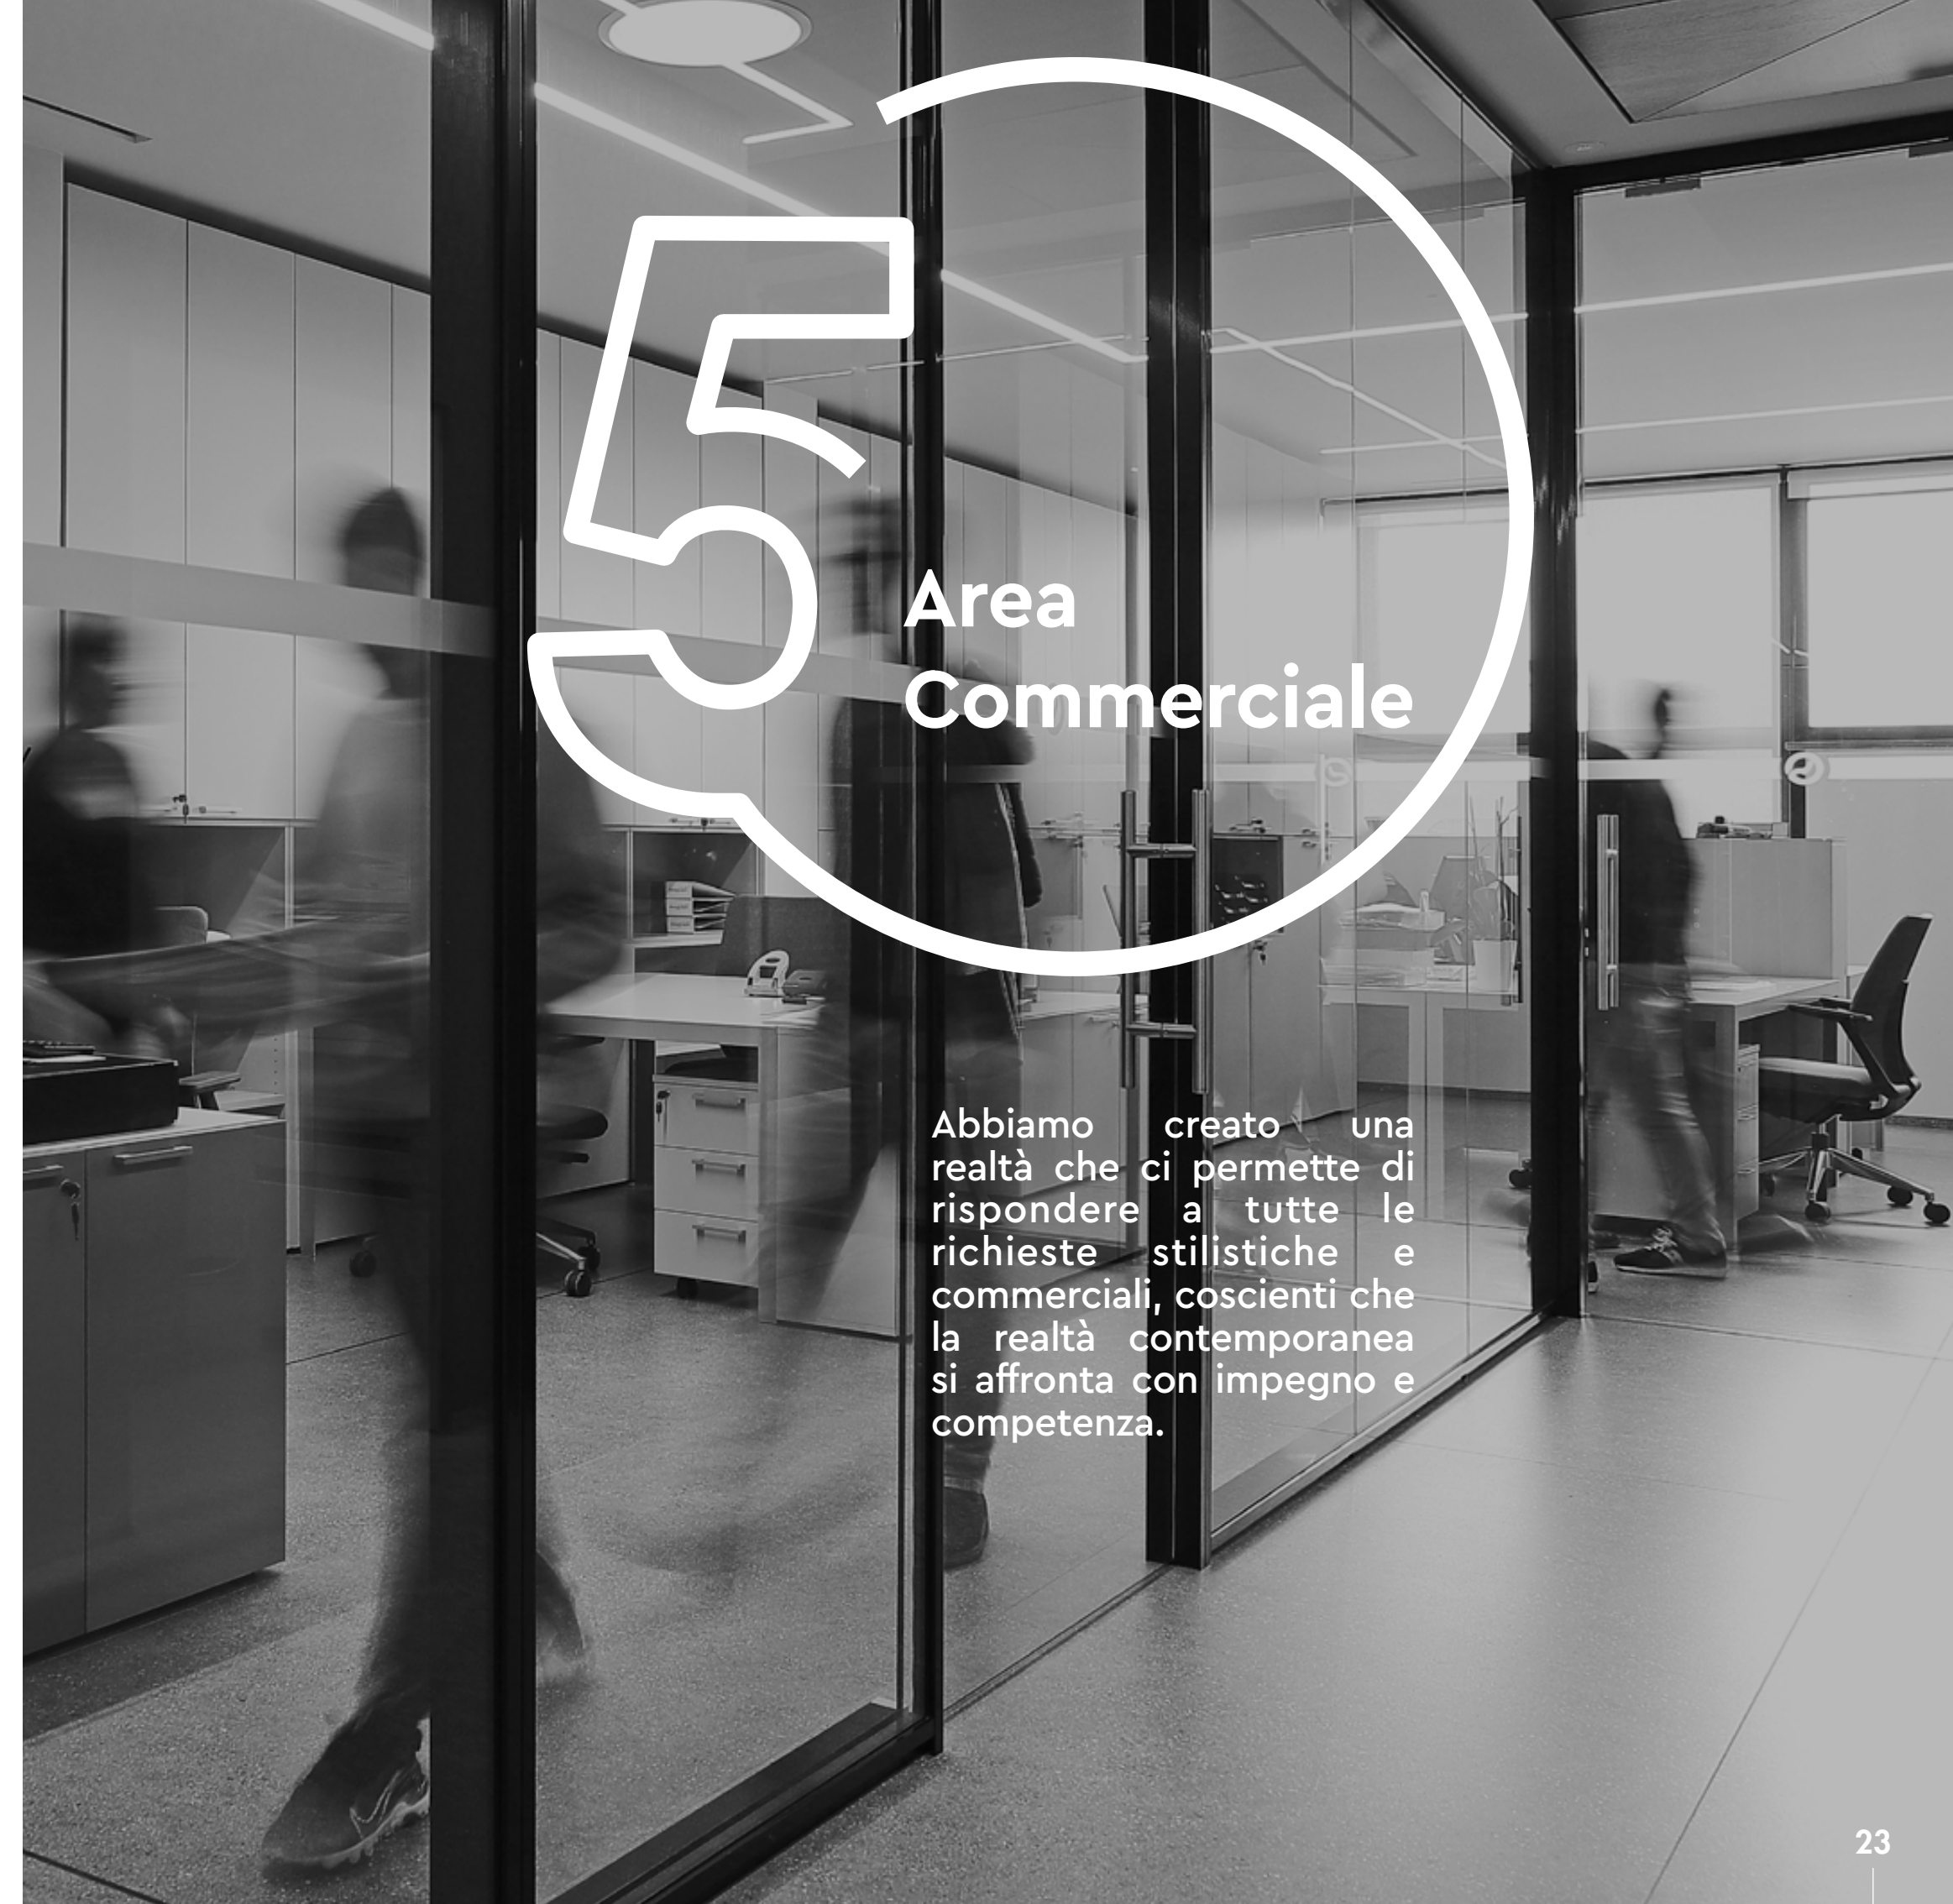 5
Area
Commerciale
Abbiamo creato una
realtà che ci permette di
rispondere a tutte le
richieste stilistiche e
commerciali, coscienti che
la realtà contemporanea
si affronta con impegno e
competenza.
23